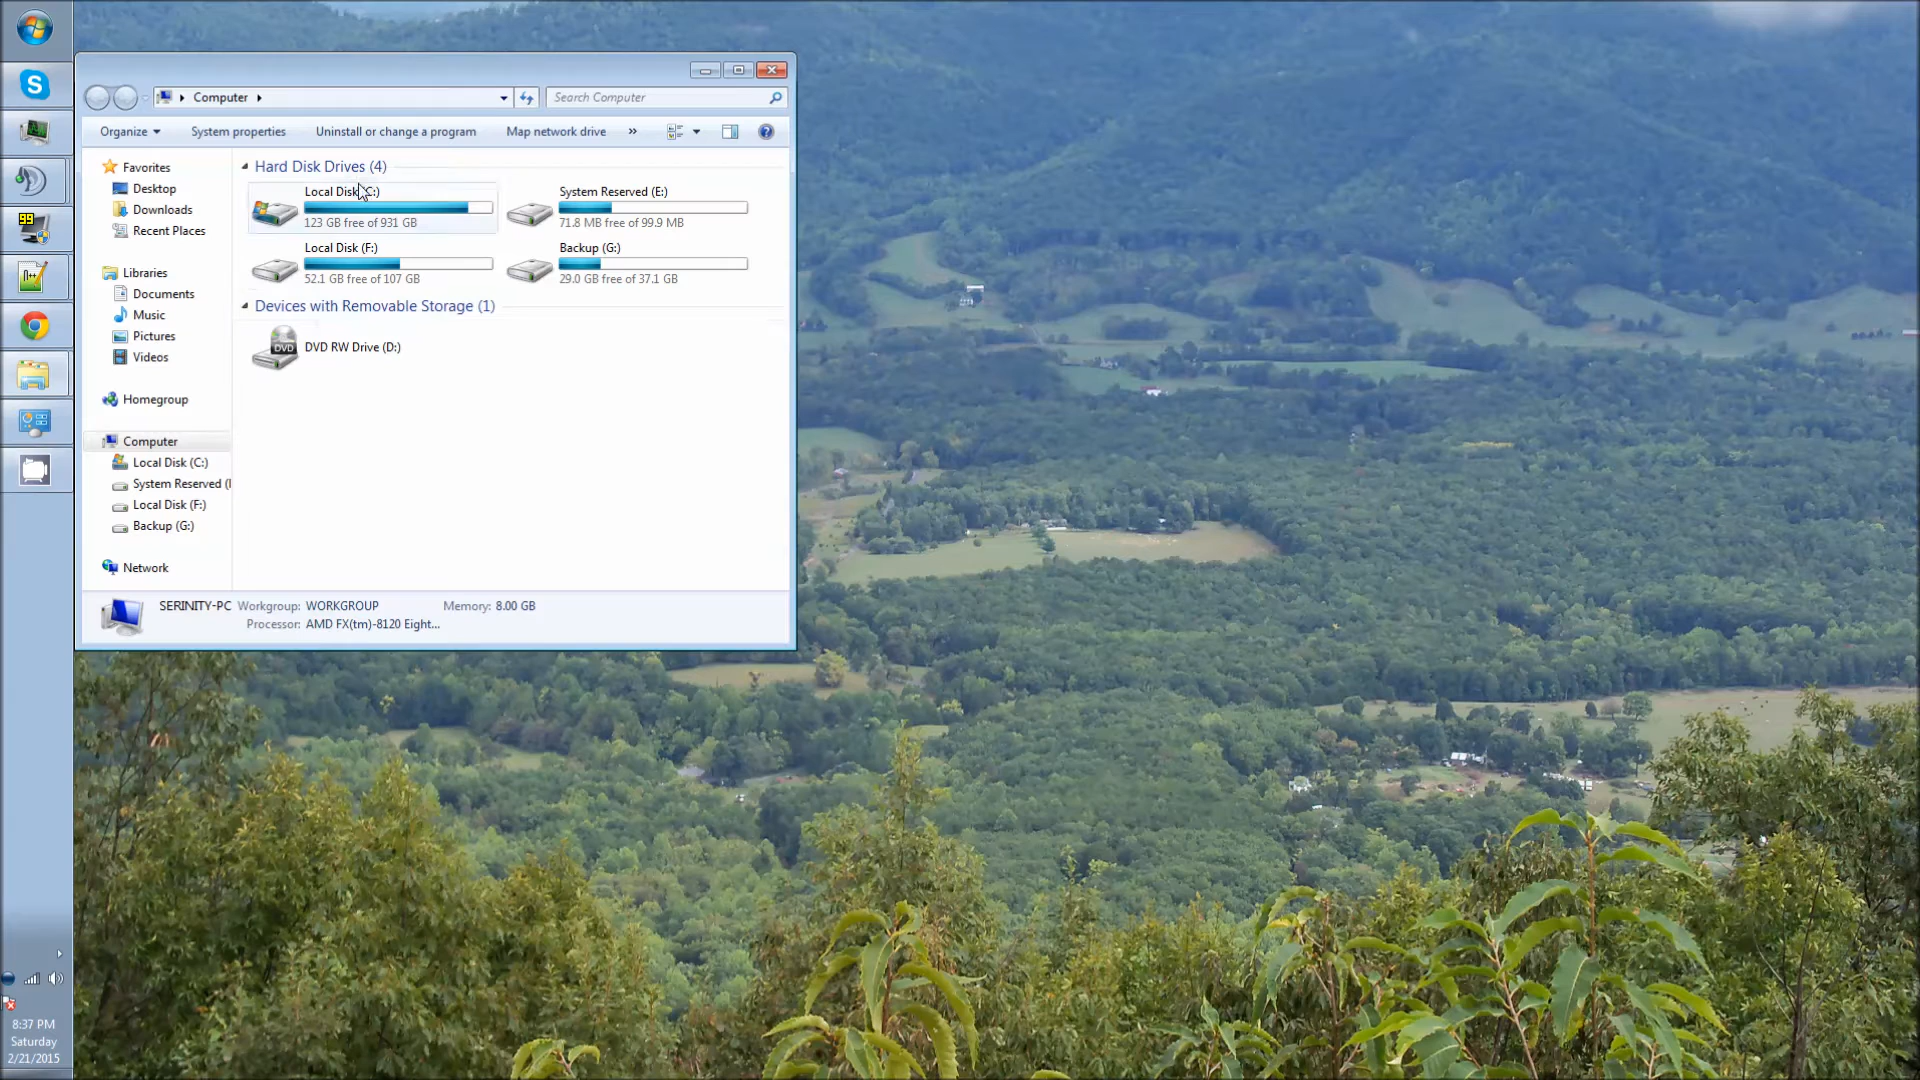 Computer
Search Computer
Organize
System properties
Uninstall or change a program
Map network drive
»
Favorites
Desktop
Downloads
Recent Places
Libraries
Documents
Music
Pictures
Videos
Homegroup
Computer
Local Disk (C:)
System Reserved (
Local Disk (F:)
Backup (G:)
Network
Hard Disk Drives (4)
Local Disk (C:)
123 GB free of 931 GB
System Reserved (E:)
71.8 MB free of 99.9 MB
Local Disk (F:)
52.1 GB free of 107 GB
Backup (G:)
29.0 GB free of 37.1 GB
Devices with Removable Storage (1)
DVD
DVD RW Drive (D:)
SERINITY-PC
Workgroup: WORKGROUP
Memory: 8.00 GB
Processor: AMD FX(tm)-8120 Eight...
S
99
8:37 PM
Saturday
2/21/2015